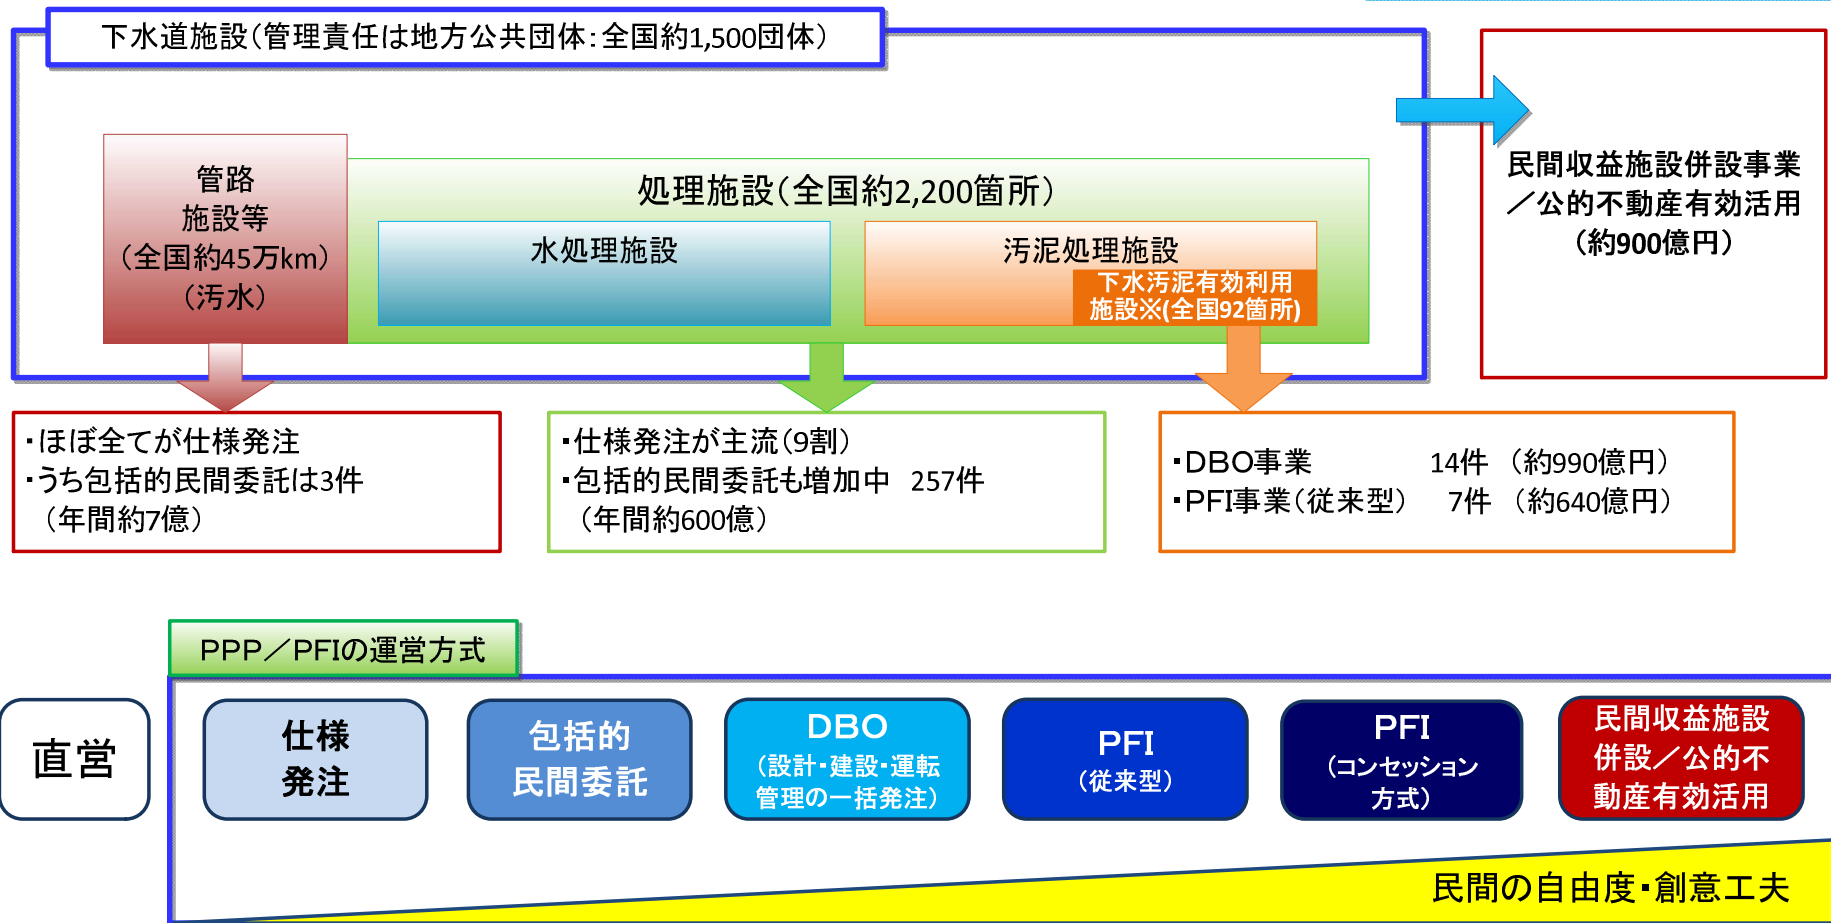 下水道施設（管理責任は地方公共団体：全国約1,500団体）
管路
施設等
（全国約45万km）
（汚水）
処理施設（全国約2,200箇所）
水処理施設
汚泥処理施設
下水汚泥有効利用
施設※(全国92箇所)
民間収益施設併設事業
／公的不動産有効活用
（約900億円）
・ほぼ全てが仕様発注
・うち包括的民間委託は3件
（年間約7億）
・仕様発注が主流（9割）
・包括的民間委託も増加中　257件
（年間約600億）
・ＤＢＯ事業　14件　（約990億円）
・ＰＦＩ事業（従来型）　7件　（約640億円）
ＰＰＰ／ＰＦＩの運営方式
直営
仕様
発注
包括的
民間委託
ＤＢＯ
（設計・建設・運転
管理の一括発注）
ＰＦＩ
（従来型）
ＰＦＩ
（コンセッション
方式）
民間収益施設
併設／公的不
動産有効活用
民間の自由度・創意工夫